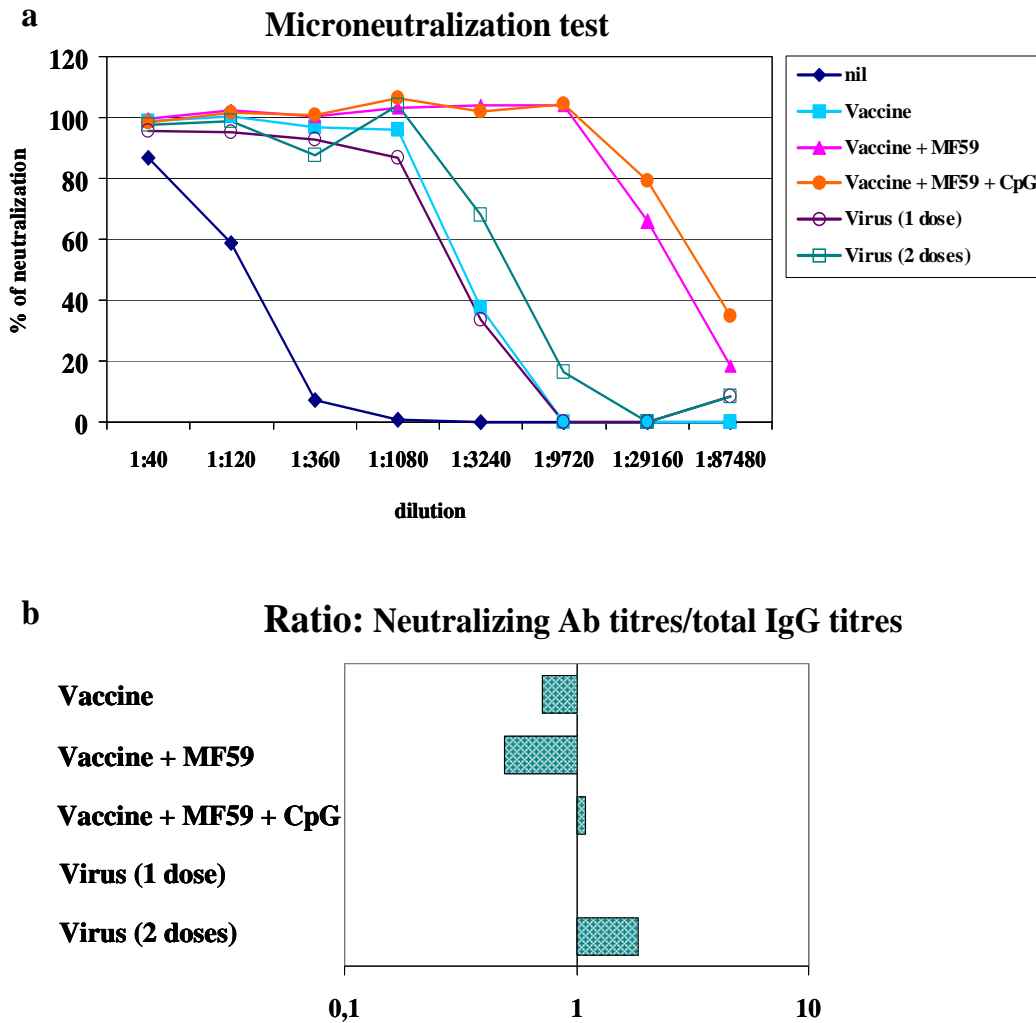 a
Microneutralization test
120
100
80
60
40
20
0
% of neutralization
1:40 1:120 1:360 1:1080 1:3240 1:9720 1:29160 1:87480
dilution
nil
Vaccine
Vaccine + MF59
Vaccine + MF59 + CpG
Virus (1 dose)
Virus (2 doses)
b
Ratio: Neutralizing Ab titres/total IgG titres
Vaccine
Vaccine + MF59
Vaccine + MF59 + CpG
Virus (1 dose)
Virus (2 doses)
0,1 1 10